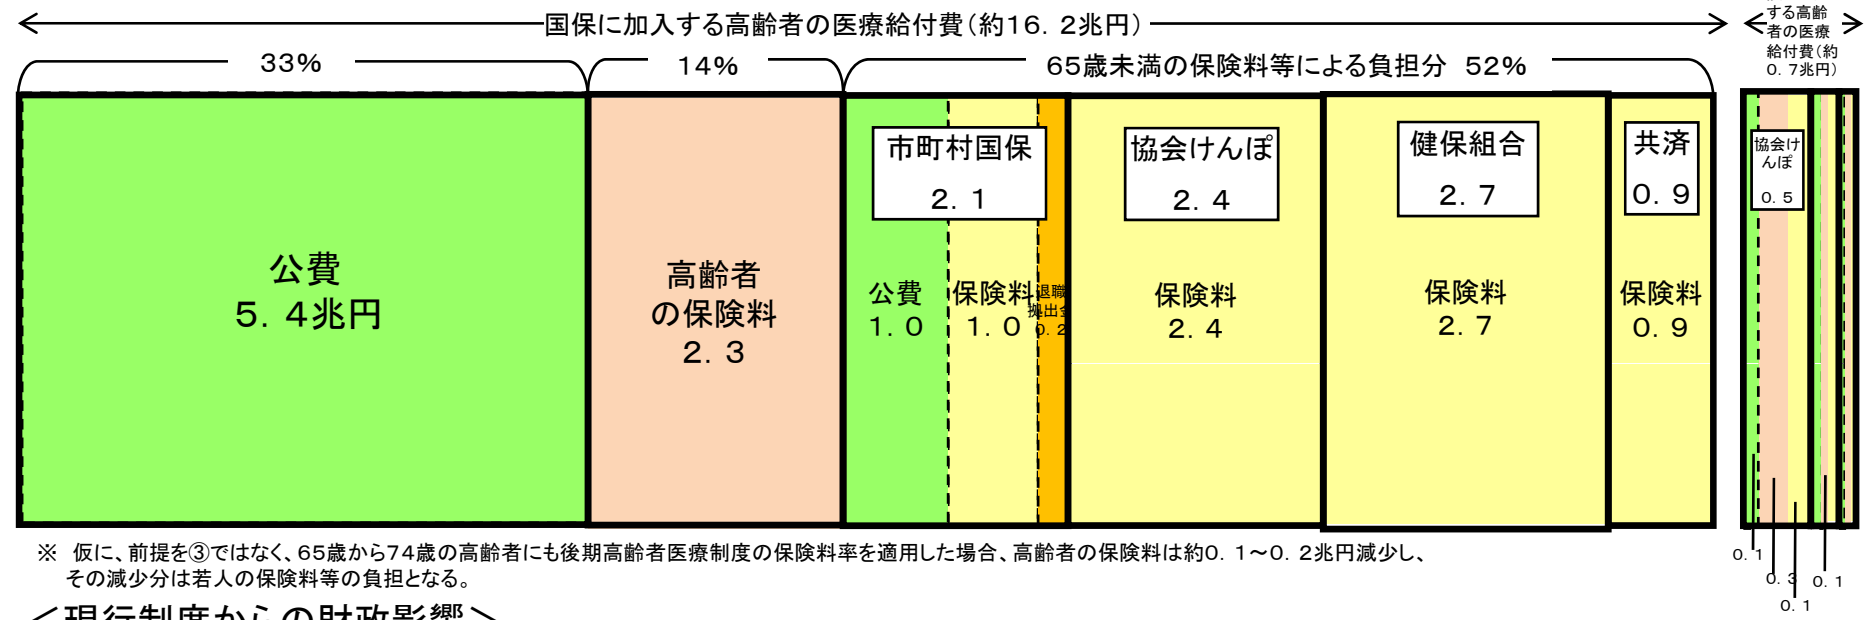 国保に加入する高齢者の医療給付費(約16.2兆円)
する高齢
者の医療
給付費(約
0.7兆円)
33%
14%
65歳未満の保険料等による負担分 52%
公費
5.4兆円
高齢者
の保険料
2.3
市町村国保
2.1
公費
1.0
保険料
1.0
退職
拠出金
0.2
協会けんぽ
2.4
保険料
2.4
健保組合
2.7
保険料
2.7
共済
0.9
保険料
0.9
協会け
んぽ
0.5
0.1
0.3
0.1
0.1
※ 仮に、前提を③ではなく、65歳から74歳の高齢者にも後期高齢者医療制度の保険料率を適用した場合、高齢者の保険料は約0.1~0.2兆円減少し、
その減少分は若人の保険料等の負担となる。
<現行制度からの財政影響>